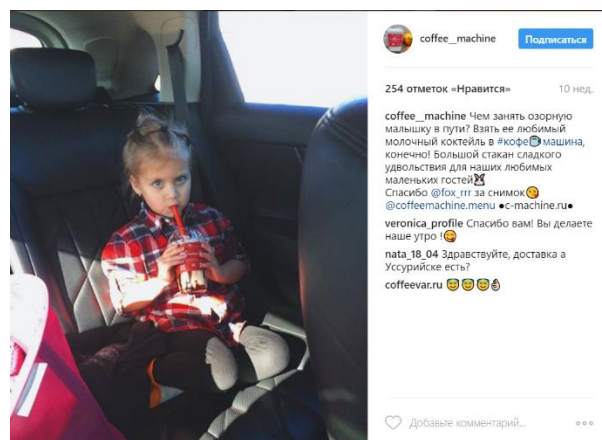 coffee__machine
Подписаться
254 отметок «Нравится»
10 нед.
coffee__machine Чем занять озорную
малышку в пути? Взять ее любимый
молочный коктейль в #кофе☕машина,
конечно! Большой стакан сладкого
удовольствия для наших любимых
маленьких гостей🐰
Спасибо @fox_rrr за снимок😋
@coffeemachine.menu ●c-machine.ru●
veronica_profile Спасибо вам! Вы делаете
наше утро !😋
nata_18_04 Здравствуйте, доставка а
Уссурийске есть?
coffeevar.ru 😇😇😇👌
Добавьте комментарий...